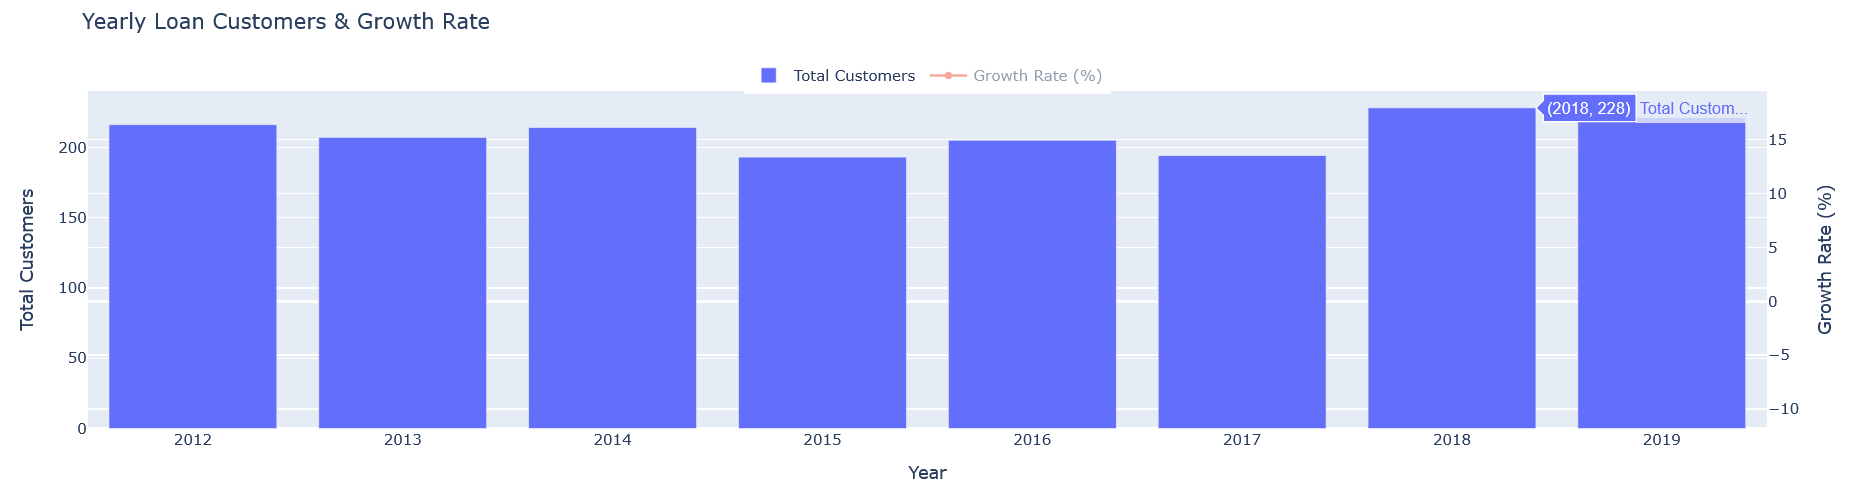 Yearly Loan Customers & Growth Rate
Total Customers
Growth Rate (%)
(2018, 228)
Total Custom...
200
150
100
50
0
Total Customers
15
10
5
0
−5
−10
Growth Rate (%)
2012
2013
2014
2015
2016
2017
2018
2019
Year